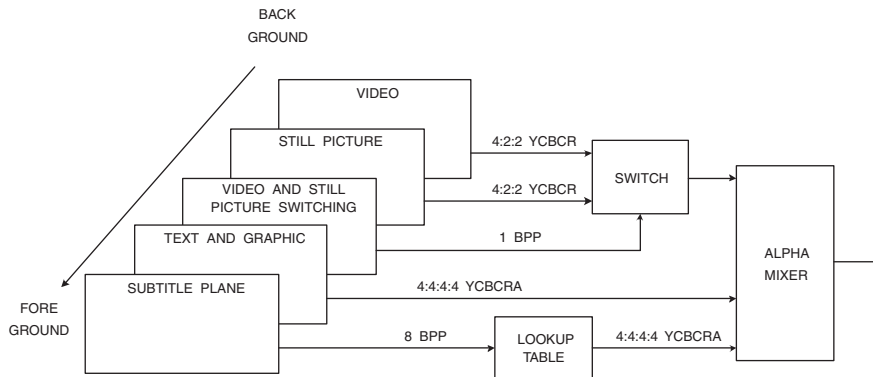 BACK
GROUND
VIDEO
STILL PICTURE
4:2:2 YCBCR
SWITCH
VIDEO AND STILL
PICTURE SWITCHING
4:2:2 YCBCR
TEXT AND GRAPHIC
1 BPP
ALPHA
MIXER
SUBTITLE PLANE
4:4:4:4 YCBCRA
FORE
GROUND
8 BPP
LOOKUP
TABLE
4:4:4:4 YCBCRA